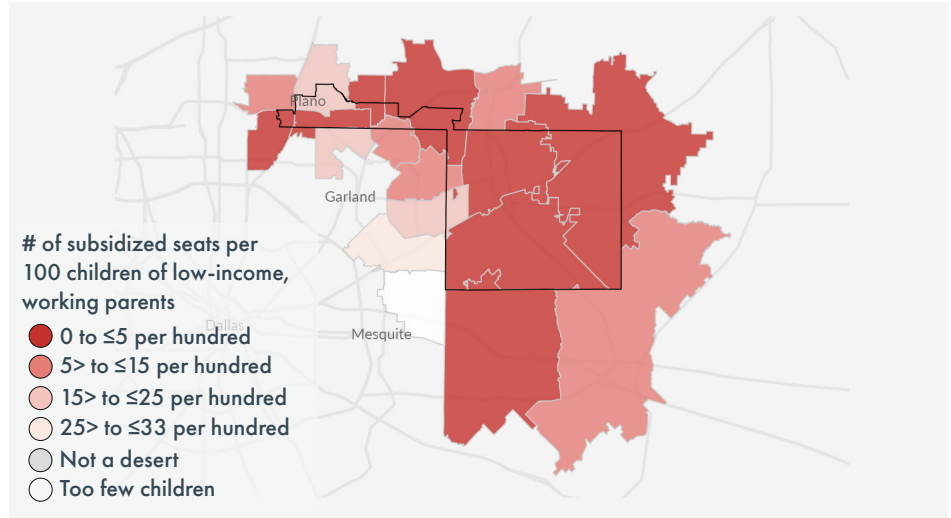 Plano
Garland
# of subsidized seats per
100 children of low-income,
working parents
Dallas
0 to ≤5 per hundred
Mesquite
5> to ≤15 per hundred
15> to ≤25 per hundred
25> to ≤33 per hundred
Not a desert
Too few children